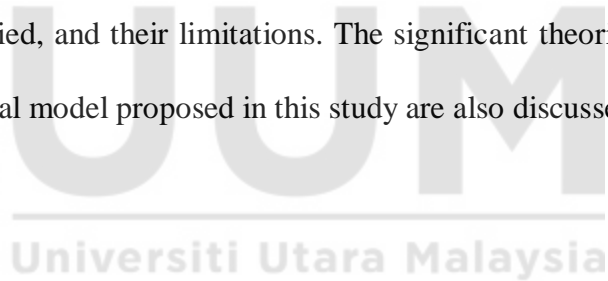 ied, and their limitations. The significant theori
al model proposed in this study are also discusse
UUM
Universiti Utara Malaysia